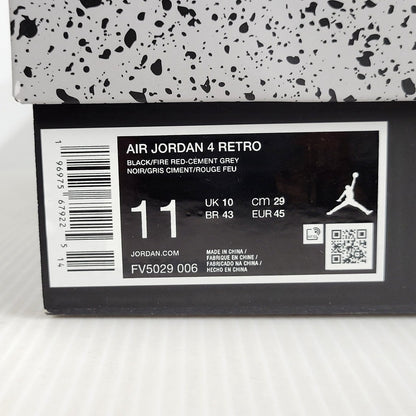 AIR JORDAN 4 RETRO
BLACK/FIRE RED-CEMENT GREY
NOIR/GRIS CIMENT/ROUGE FEU
11
UK 10
CM 29
BR 43
EUR 45
JORDAN.COM
FV5029 006
MADE IN CHINA /
FABRIQUE EN CHINE /
FABRICADO NA CHINA /
HECHO EN CHINA
1 96975 67922 5 14